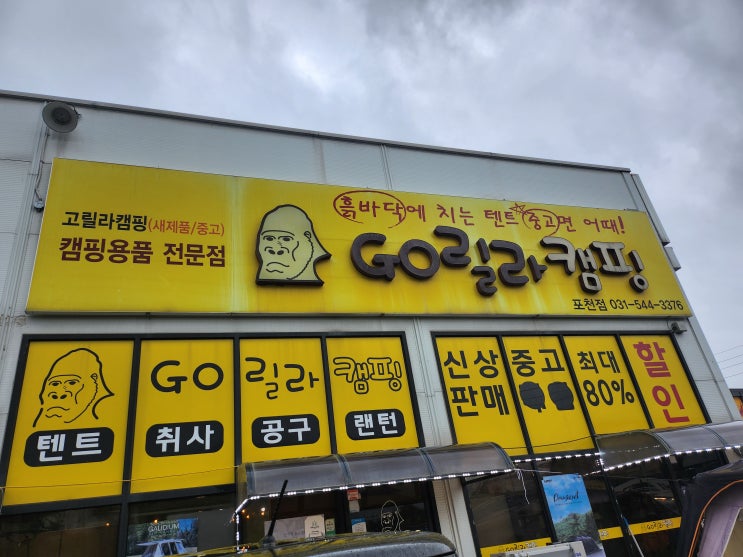 흙바닥에 치는 텐트 중고면 어때!
고릴라캠핑(새제품/중고)
캠핑용품 전문점
GO릴라캠핑
포천점 031-544-3376
GO릴라 캠핑
텐트 취사 공구 랜턴
신상 중고 최대 할인
판매 80%
GAUDIUM